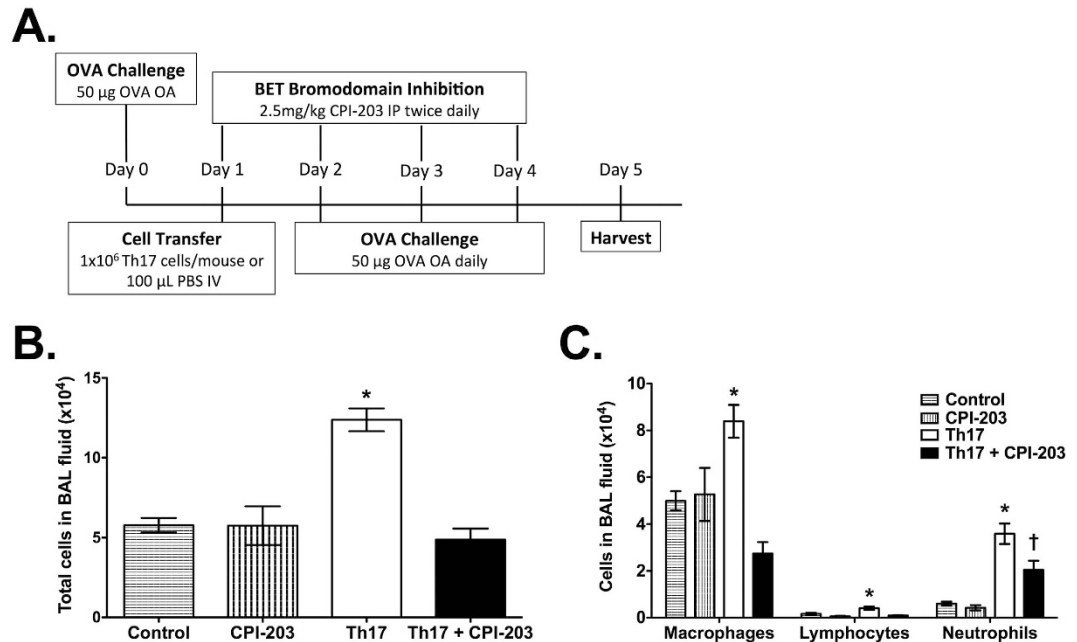 A.
OVA Challenge
50 µg OVA OA
BET Bromodomain Inhibition
2.5mg/kg CPI-203 IP twice daily
Day 0
Day 1
Day 2
Day 3
Day 4
Day 5
Cell Transfer
1x10⁶ Th17 cells/mouse or
100 µL PBS IV
OVA Challenge
50 µg OVA OA daily
Harvest
B.
Total cells in BAL fluid (x10⁴)
15
10
5
0
*
Control
CPI-203
Th17
Th17 + CPI-203
C.
Cells in BAL fluid (x10⁴)
10
8
6
4
2
0
*
*
*
†
Control
CPI-203
Th17
Th17 + CPI-203
Macrophages
Lymphocytes
Neutrophils